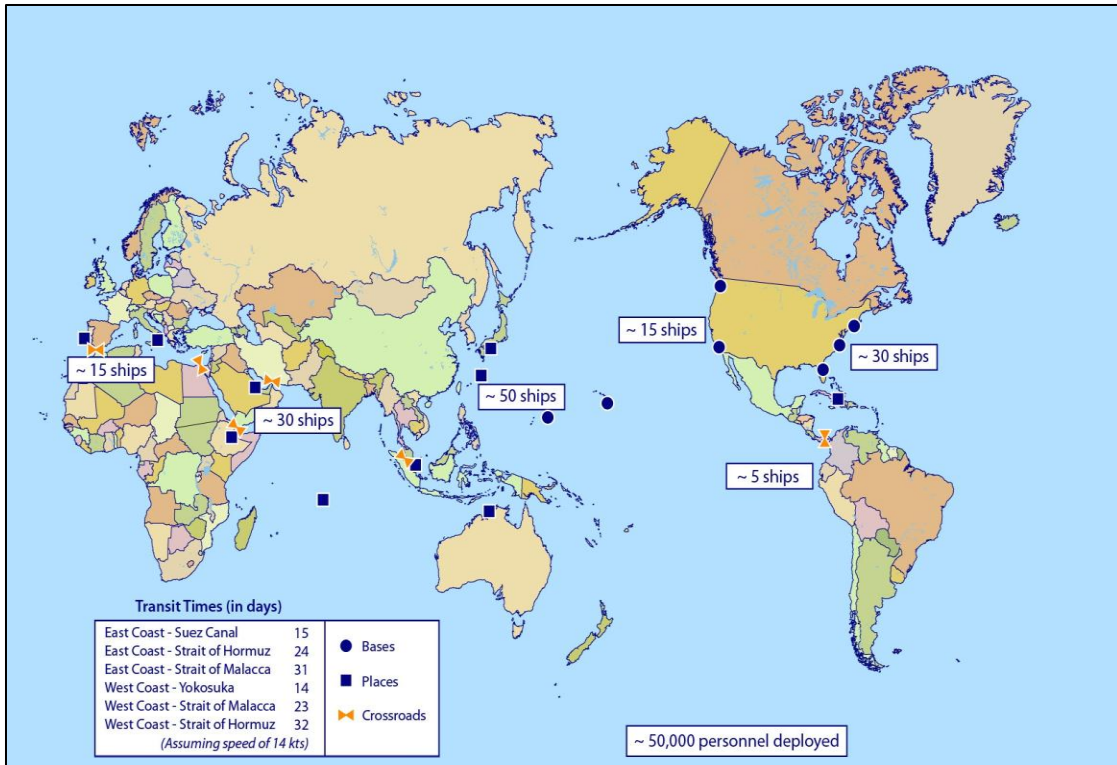 ~ 15 ships
~ 30 ships
~ 15 ships
~ 50 ships
~ 30 ships
~ 5 ships
Transit Times (in days)
East Coast - Suez Canal 15
East Coast - Strait of Hormuz 24
East Coast - Strait of Malacca 31
West Coast - Yokosuka 14
West Coast - Strait of Malacca 23
West Coast - Strait of Hormuz 32
(Assuming speed of 14 kts)
Bases
Places
Crossroads
~ 50,000 personnel deployed